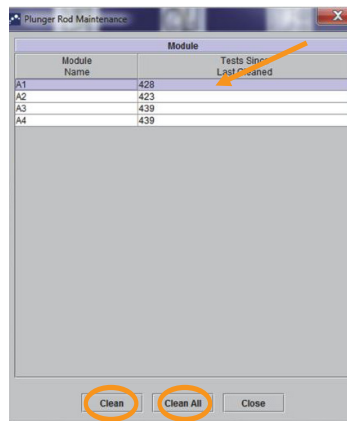 Plunger Rod Maintenance
Module
Module Name Tests Since Last Cleaned
A1 428
A2 423
A3 439
A4 439
Clean Clean All Close